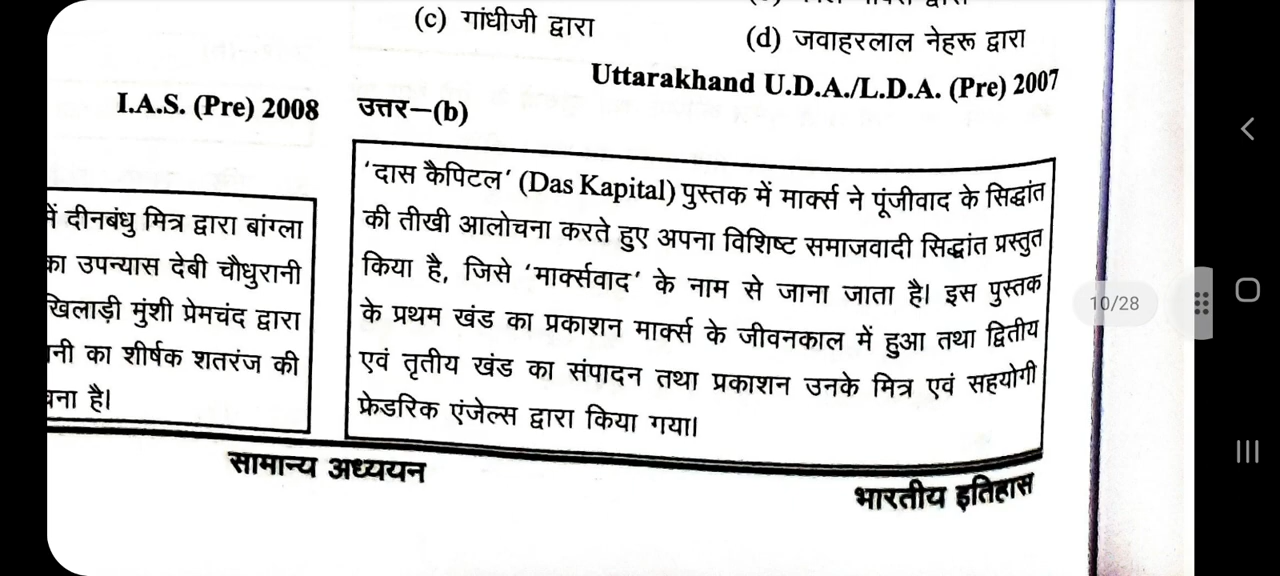 (c) गांधीजी द्वारा
(d) जवाहरलाल नेहरू द्वारा
Uttarakhand U.D.A./L.D.A. (Pre) 2007
I.A.S. (Pre) 2008
उत्तर–(b)
में दीनबंधु मित्र द्वारा बांग्ला
का उपन्यास देबी चौधुरानी
खिलाड़ी मुंशी प्रेमचंद द्वारा
नी का शीर्षक शतरंज की
है।
'दास कैपिटल' (Das Kapital) पुस्तक में मार्क्स ने पूंजीवाद के सिद्धांत
की तीखी आलोचना करते हुए अपना विशिष्ट समाजवादी सिद्धांत प्रस्तुत
किया है, जिसे 'मार्क्सवाद' के नाम से जाना जाता है। इस पुस्तक
के प्रथम खंड का प्रकाशन मार्क्स के जीवनकाल में हुआ तथा द्वितीय
एवं तृतीय खंड का संपादन तथा प्रकाशन उनके मित्र एवं सहयोगी
फ्रेडरिक एंजेल्स द्वारा किया गया।
सामान्य अध्ययन
भारतीय इतिहास
10/28